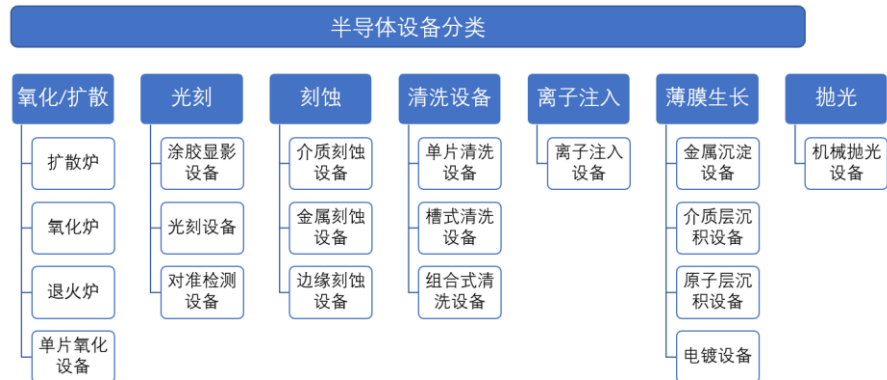 半导体设备分类
氧化/扩散
扩散炉
氧化炉
退火炉
单片氧化
设备
光刻
涂胶显影
设备
光刻设备
对准检测
设备
刻蚀
介质刻蚀
设备
金属刻蚀
设备
边缘刻蚀
设备
清洗设备
单片清洗
设备
槽式清洗
设备
组合式清
洗设备
离子注入
离子注入
设备
薄膜生长
金属沉淀
设备
介质层沉
积设备
原子层沉
积设备
电镀设备
抛光
机械抛光
设备